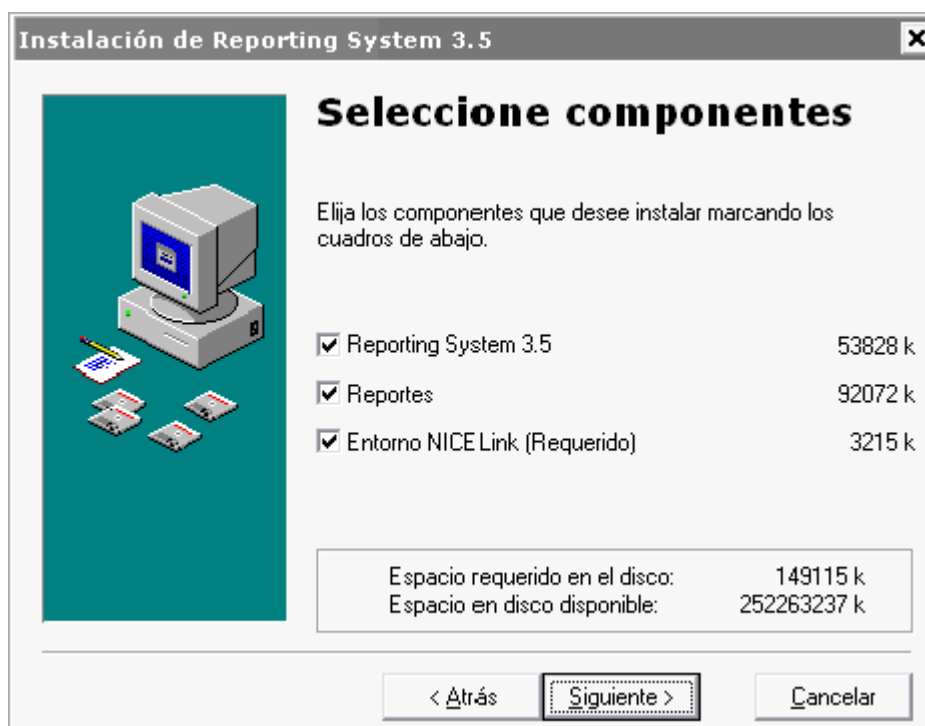 Instalación de Reporting System 3.5
Seleccione componentes
Elija los componentes que desee instalar marcando los
cuadros de abajo.
Reporting System 3.5 53828 k
Reportes 92072 k
Entorno NICE Link (Requerido) 3215 k
Espacio requerido en el disco: 149115 k
Espacio en disco disponible: 252263237 k
< Atrás Siguiente > Cancelar